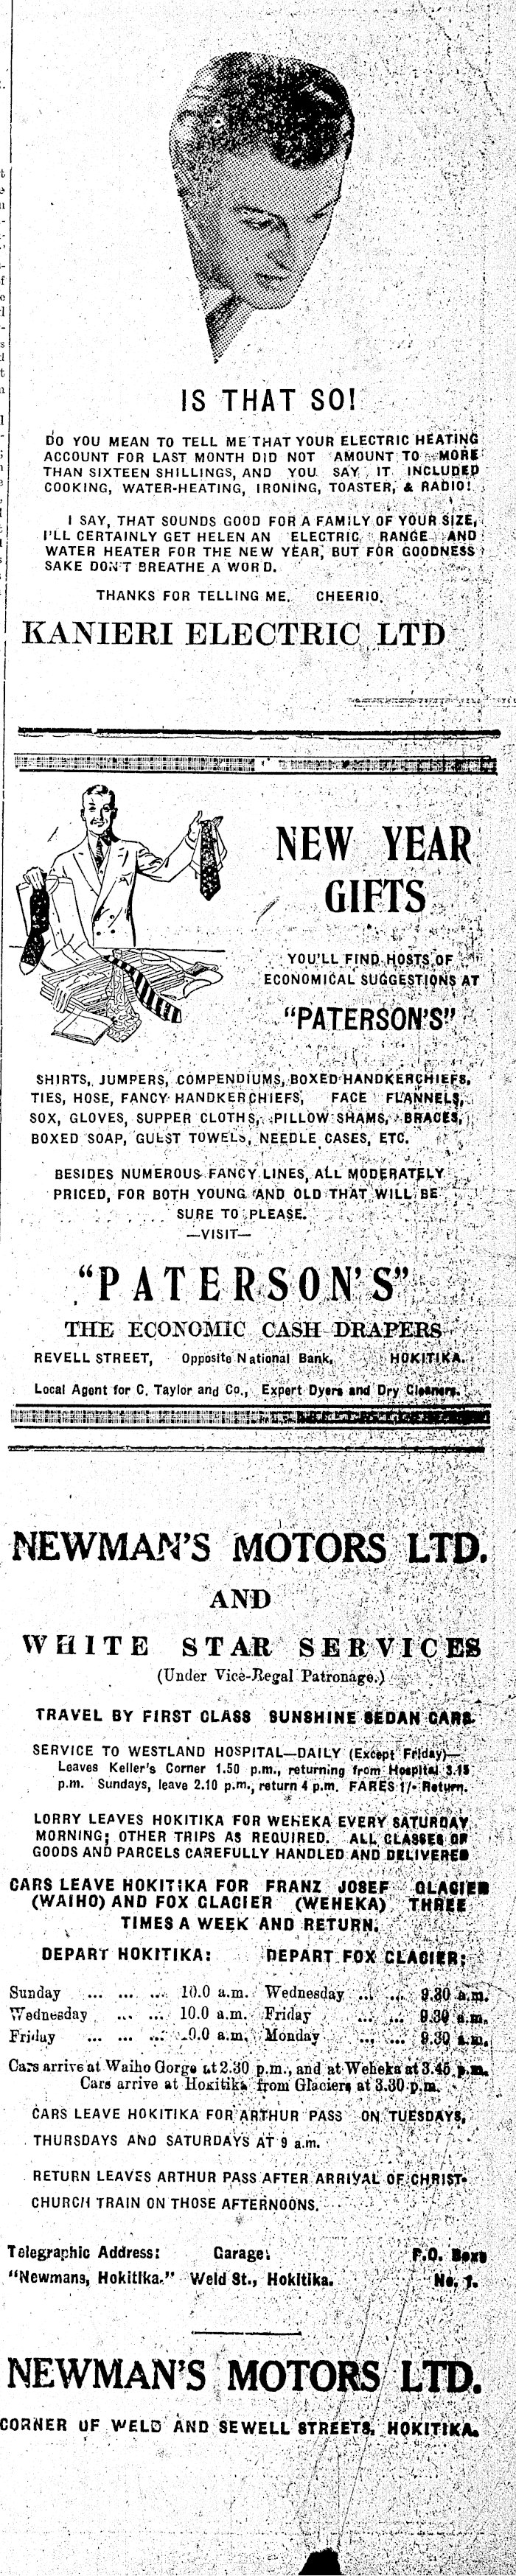 IS THAT SO!
DO YOU MEAN TO TELL ME THAT YOUR ELECTRIC HEATING
ACCOUNT FOR LAST MONTH DID NOT AMOUNT TO MORE
THAN SIXTEEN SHILLINGS, AND YOU SAY IT INCLUDED
COOKING, WATER-HEATING, IRONING, TOASTER, & RADIO!
I SAY, THAT SOUNDS GOOD FOR A FAMILY OF YOUR SIZE,
I'LL CERTAINLY GET HELEN AN ELECTRIC RANGE AND
WATER HEATER FOR THE NEW YEAR, BUT FOR GOODNESS
SAKE DON'T BREATHE A WORD.
THANKS FOR TELLING ME. CHEERIO.
KANIERI ELECTRIC LTD
NEW YEAR
GIFTS
YOU'LL FIND HOSTS OF
ECONOMICAL SUGGESTIONS AT
"PATERSON'S"
SHIRTS, JUMPERS, COMPENDIUMS, BOXED HANDKERCHIEFS,
TIES, HOSE, FANCY HANDKERCHIEFS, FACE FLANNELS,
SOX, GLOVES, SUPPER CLOTHS, PILLOW SHAMS, BRACES,
BOXED SOAP, GUEST TOWELS, NEEDLE CASES, ETC.
BESIDES NUMEROUS FANCY LINES, ALL MODERATELY
PRICED, FOR BOTH YOUNG AND OLD THAT WILL BE
SURE TO PLEASE.
—VISIT—
"PATERSON'S"
THE ECONOMIC CASH DRAPERS
REVELL STREET, Opposite National Bank, HOKITIKA.
Local Agent for C. Taylor and Co., Expert Dyers and Dry Cleaners.
NEWMAN'S MOTORS LTD.
AND
WHITE STAR SERVICES
(Under Vice-Regal Patronage.)
TRAVEL BY FIRST CLASS SUNSHINE SEDAN CARS.
SERVICE TO WESTLAND HOSPITAL—DAILY (Except Friday)—
Leaves Keller's Corner 1.50 p.m., returning from Hospital 3.15
p.m. Sundays, leave 2.10 p.m., return 4 p.m. FARES 1/- Return.
LORRY LEAVES HOKITIKA FOR WEHEKA EVERY SATURDAY
MORNING; OTHER TRIPS AS REQUIRED. ALL CLASSES OF
GOODS AND PARCELS CAREFULLY HANDLED AND DELIVERED
CARS LEAVE HOKITIKA FOR FRANZ JOSEF GLACIER
(WAIHO) AND FOX GLACIER (WEHEKA) THREE
TIMES A WEEK AND RETURN.
DEPART HOKITIKA: DEPART FOX GLACIER:
Sunday ... ... ... 10.0 a.m. Wednesday ... ... 9.30 a.m.
Wednesday ... ... 10.0 a.m. Friday ... ... 9.30 a.m.
Friday ... ... ... 10.0 a.m. Monday ... ... 9.30 a.m.
Cars arrive at Waiho Gorge at 2.30 p.m., and at Weheka at 3.45 p.m.
Cars arrive at Hokitika from Glaciers at 3.30 p.m.
CARS LEAVE HOKITIKA FOR ARTHUR PASS ON TUESDAYS,
THURSDAYS AND SATURDAYS AT 9 a.m.
RETURN LEAVES ARTHUR PASS AFTER ARRIVAL OF CHRIST-
CHURCH TRAIN ON THOSE AFTERNOONS.
Telegraphic Address: Garage: P.O. Box:
"Newmans, Hokitika." Weld St., Hokitika. No. 1.
NEWMAN'S MOTORS LTD.
CORNER OF WELD AND SEWELL STREETS, HOKITIKA.